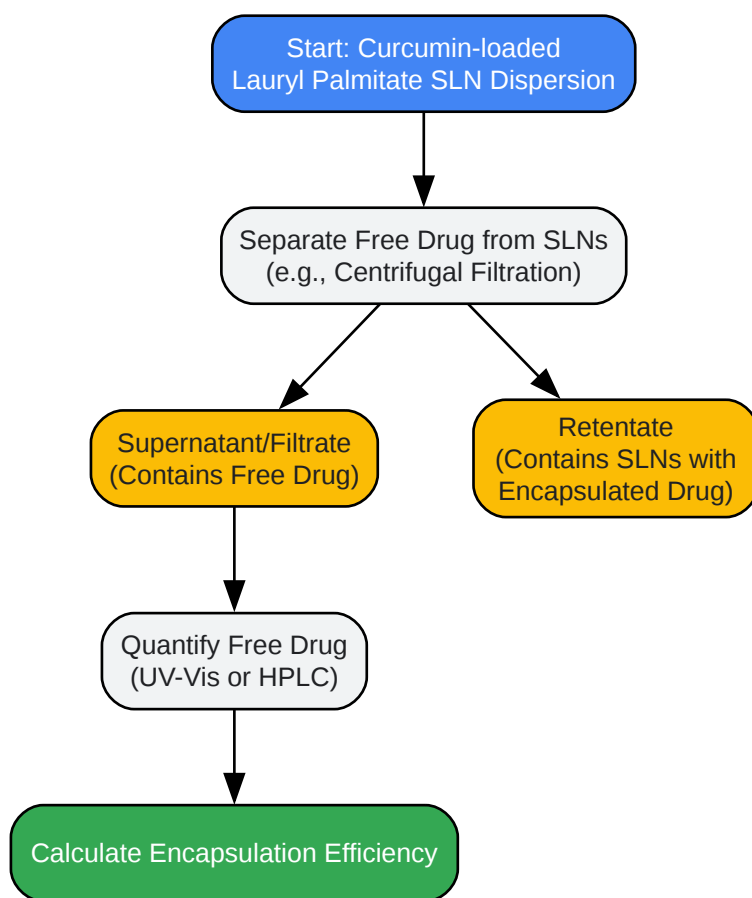 Start: Curcumin-loaded
Lauryl Palmitate SLN Dispersion
Separate Free Drug from SLNs
(e.g., Centrifugal Filtration)
Supernatant/Filtrate
(Contains Free Drug)
Retentate
(Contains SLNs with
Encapsulated Drug)
Quantify Free Drug
(UV-Vis or HPLC)
Calculate Encapsulation Efficiency